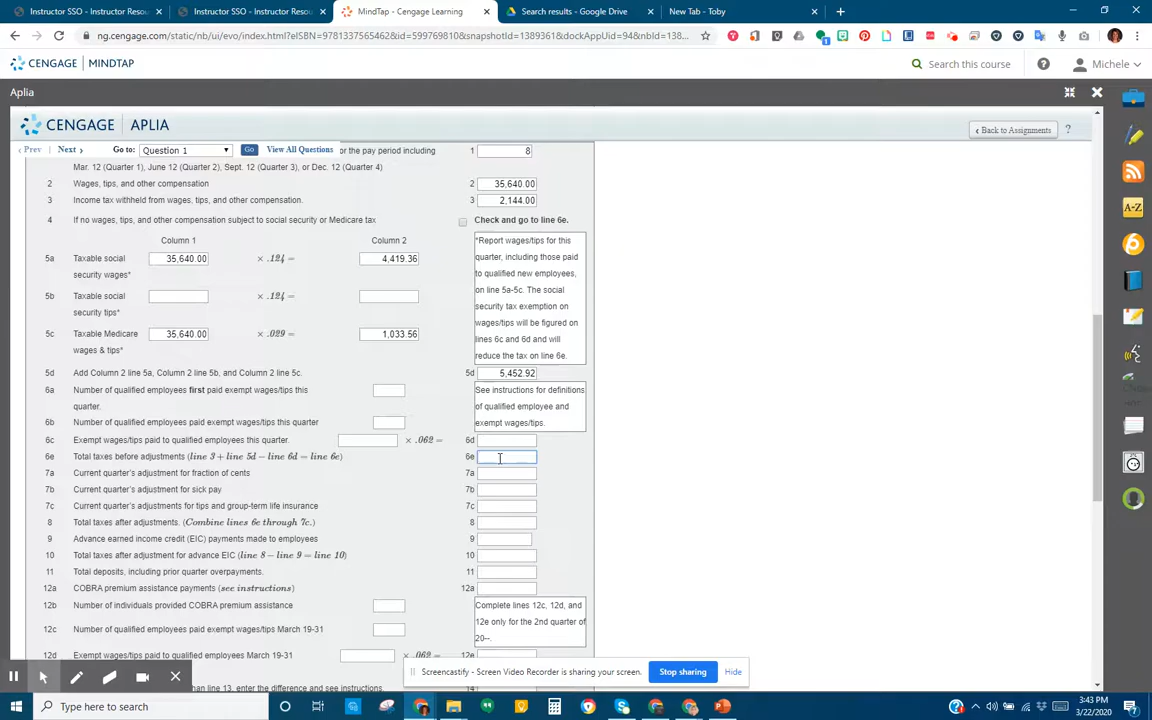 Instructor SSO - Instructor Resou
Instructor SSO - Instructor Resou
MindTap - Cengage Learning
Search results - Google Drive
New Tab - Toby
ng.cengage.com/static/nb/ui/evo/index.html?eISBN=9781337565462&id=599769810&snapshotId=1389361&dockAppUid=94&nbId=138...
CENGAGE MINDTAP
Search this course
Michele
Aplia
CENGAGE APLIA
‹ Back to Assignments
?
‹ Prev Next › Go to: Question 1 Go View All Questions
or the pay period including 1 8
Mar. 12 (Quarter 1), June 12 (Quarter 2), Sept. 12 (Quarter 3), or Dec. 12 (Quarter 4)
2 Wages, tips, and other compensation 2 35,640.00
3 Income tax withheld from wages, tips, and other compensation. 3 2,144.00
4 If no wages, tips, and other compensation subject to social security or Medicare tax Check and go to line 6e.
Column 1 Column 2
5a Taxable social security wages* 35,640.00 × .124 = 4,419.36
5b Taxable social security tips* × .124 =
5c Taxable Medicare wages & tips* 35,640.00 × .029 = 1,033.56
*Report wages/tips for this
quarter, including those paid
to qualified new employees,
on line 5a-5c. The social
security tax exemption on
wages/tips will be figured on
lines 6c and 6d and will
reduce the tax on line 6e.
5d Add Column 2 line 5a, Column 2 line 5b, and Column 2 line 5c. 5d 5,452.92
6a Number of qualified employees first paid exempt wages/tips this
quarter.
6b Number of qualified employees paid exempt wages/tips this quarter
See instructions for definitions
of qualified employee and
exempt wages/tips.
6c Exempt wages/tips paid to qualified employees this quarter. × .062 = 6d
6e Total taxes before adjustments (line 3 + line 5d − line 6d = line 6e) 6e
7a Current quarter's adjustment for fraction of cents 7a
7b Current quarter's adjustment for sick pay 7b
7c Current quarter's adjustments for tips and group-term life insurance 7c
8 Total taxes after adjustments. (Combine lines 6e through 7c.) 8
9 Advance earned income credit (EIC) payments made to employees 9
10 Total taxes after adjustment for advance EIC (line 8 − line 9 = line 10) 10
11 Total deposits, including prior quarter overpayments. 11
12a COBRA premium assistance payments (see instructions) 12a
12b Number of individuals provided COBRA premium assistance
12c Number of qualified employees paid exempt wages/tips March 19-31
Complete lines 12c, 12d, and
12e only for the 2nd quarter of
20--.
12d Exempt wages/tips paid to qualified employees March 19-31 × .062 = 12e
han line 13, enter the difference and see instructions. 14
Screencastify - Screen Video Recorder is sharing your screen. Stop sharing Hide
Type here to search
3:43 PM
3/22/2020